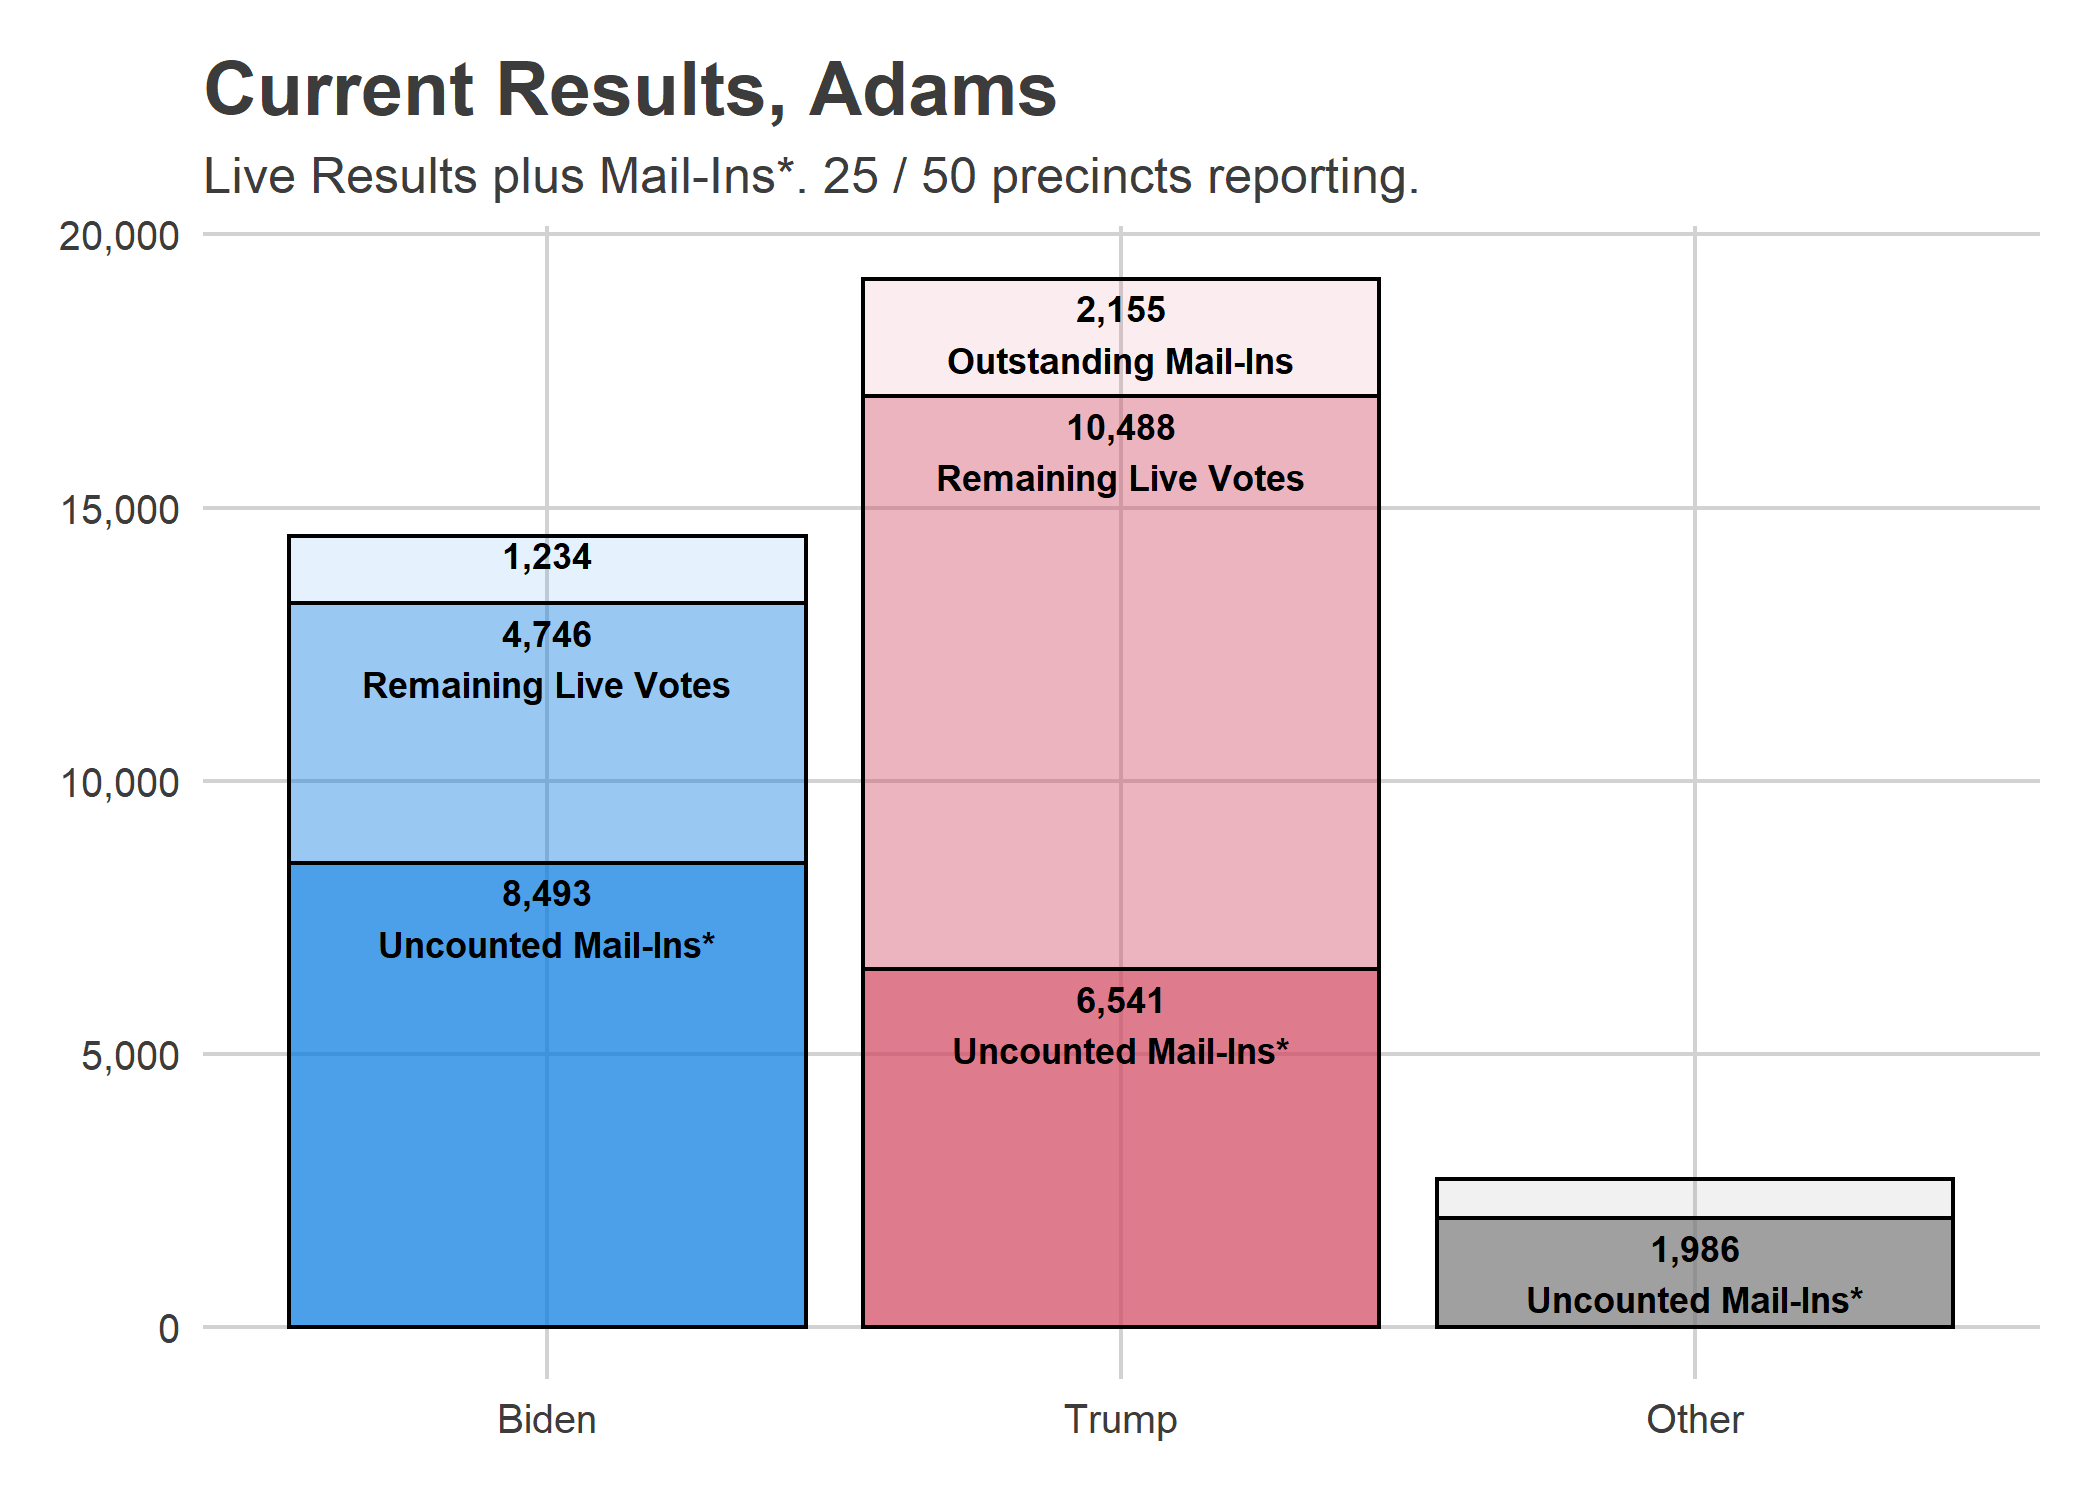 Current Results, Adams
Live Results plus Mail-Ins*. 25 / 50 precincts reporting.
20,000
15,000
10,000
5,000
0
1,234
4,746
Remaining Live Votes
8,493
Uncounted Mail-Ins*
2,155
Outstanding Mail-Ins
10,488
Remaining Live Votes
6,541
Uncounted Mail-Ins*
1,986
Uncounted Mail-Ins*
Biden
Trump
Other